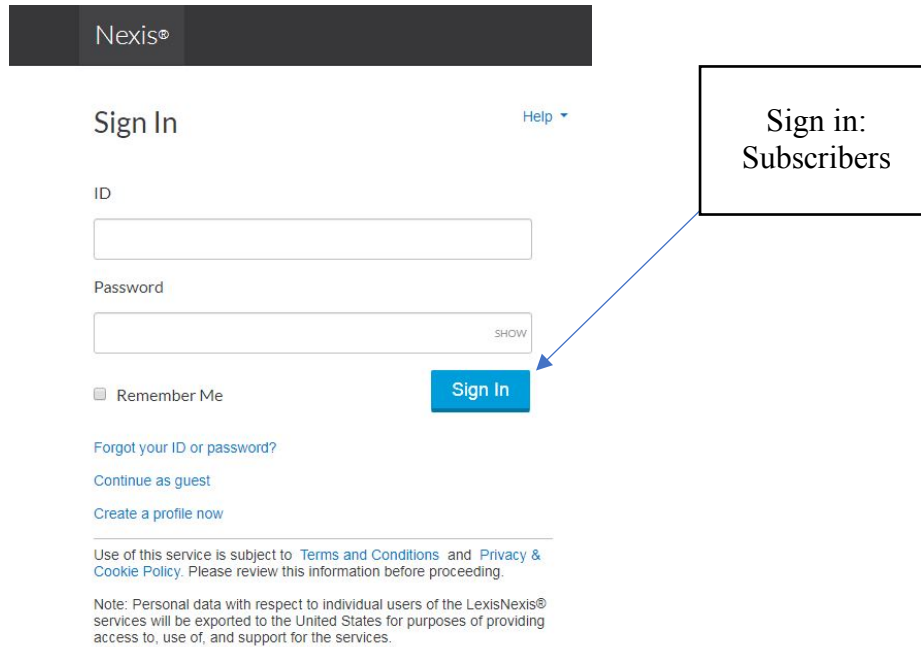 Nexis®
Sign In
Help
Sign in:
Subscribers
ID
Password
SHOW
Remember Me
Sign In
Forgot your ID or password?
Continue as guest
Create a profile now
Use of this service is subject to Terms and Conditions and Privacy &
Cookie Policy. Please review this information before proceeding.
Note: Personal data with respect to individual users of the LexisNexis®
services will be exported to the United States for purposes of providing
access to, use of, and support for the services.